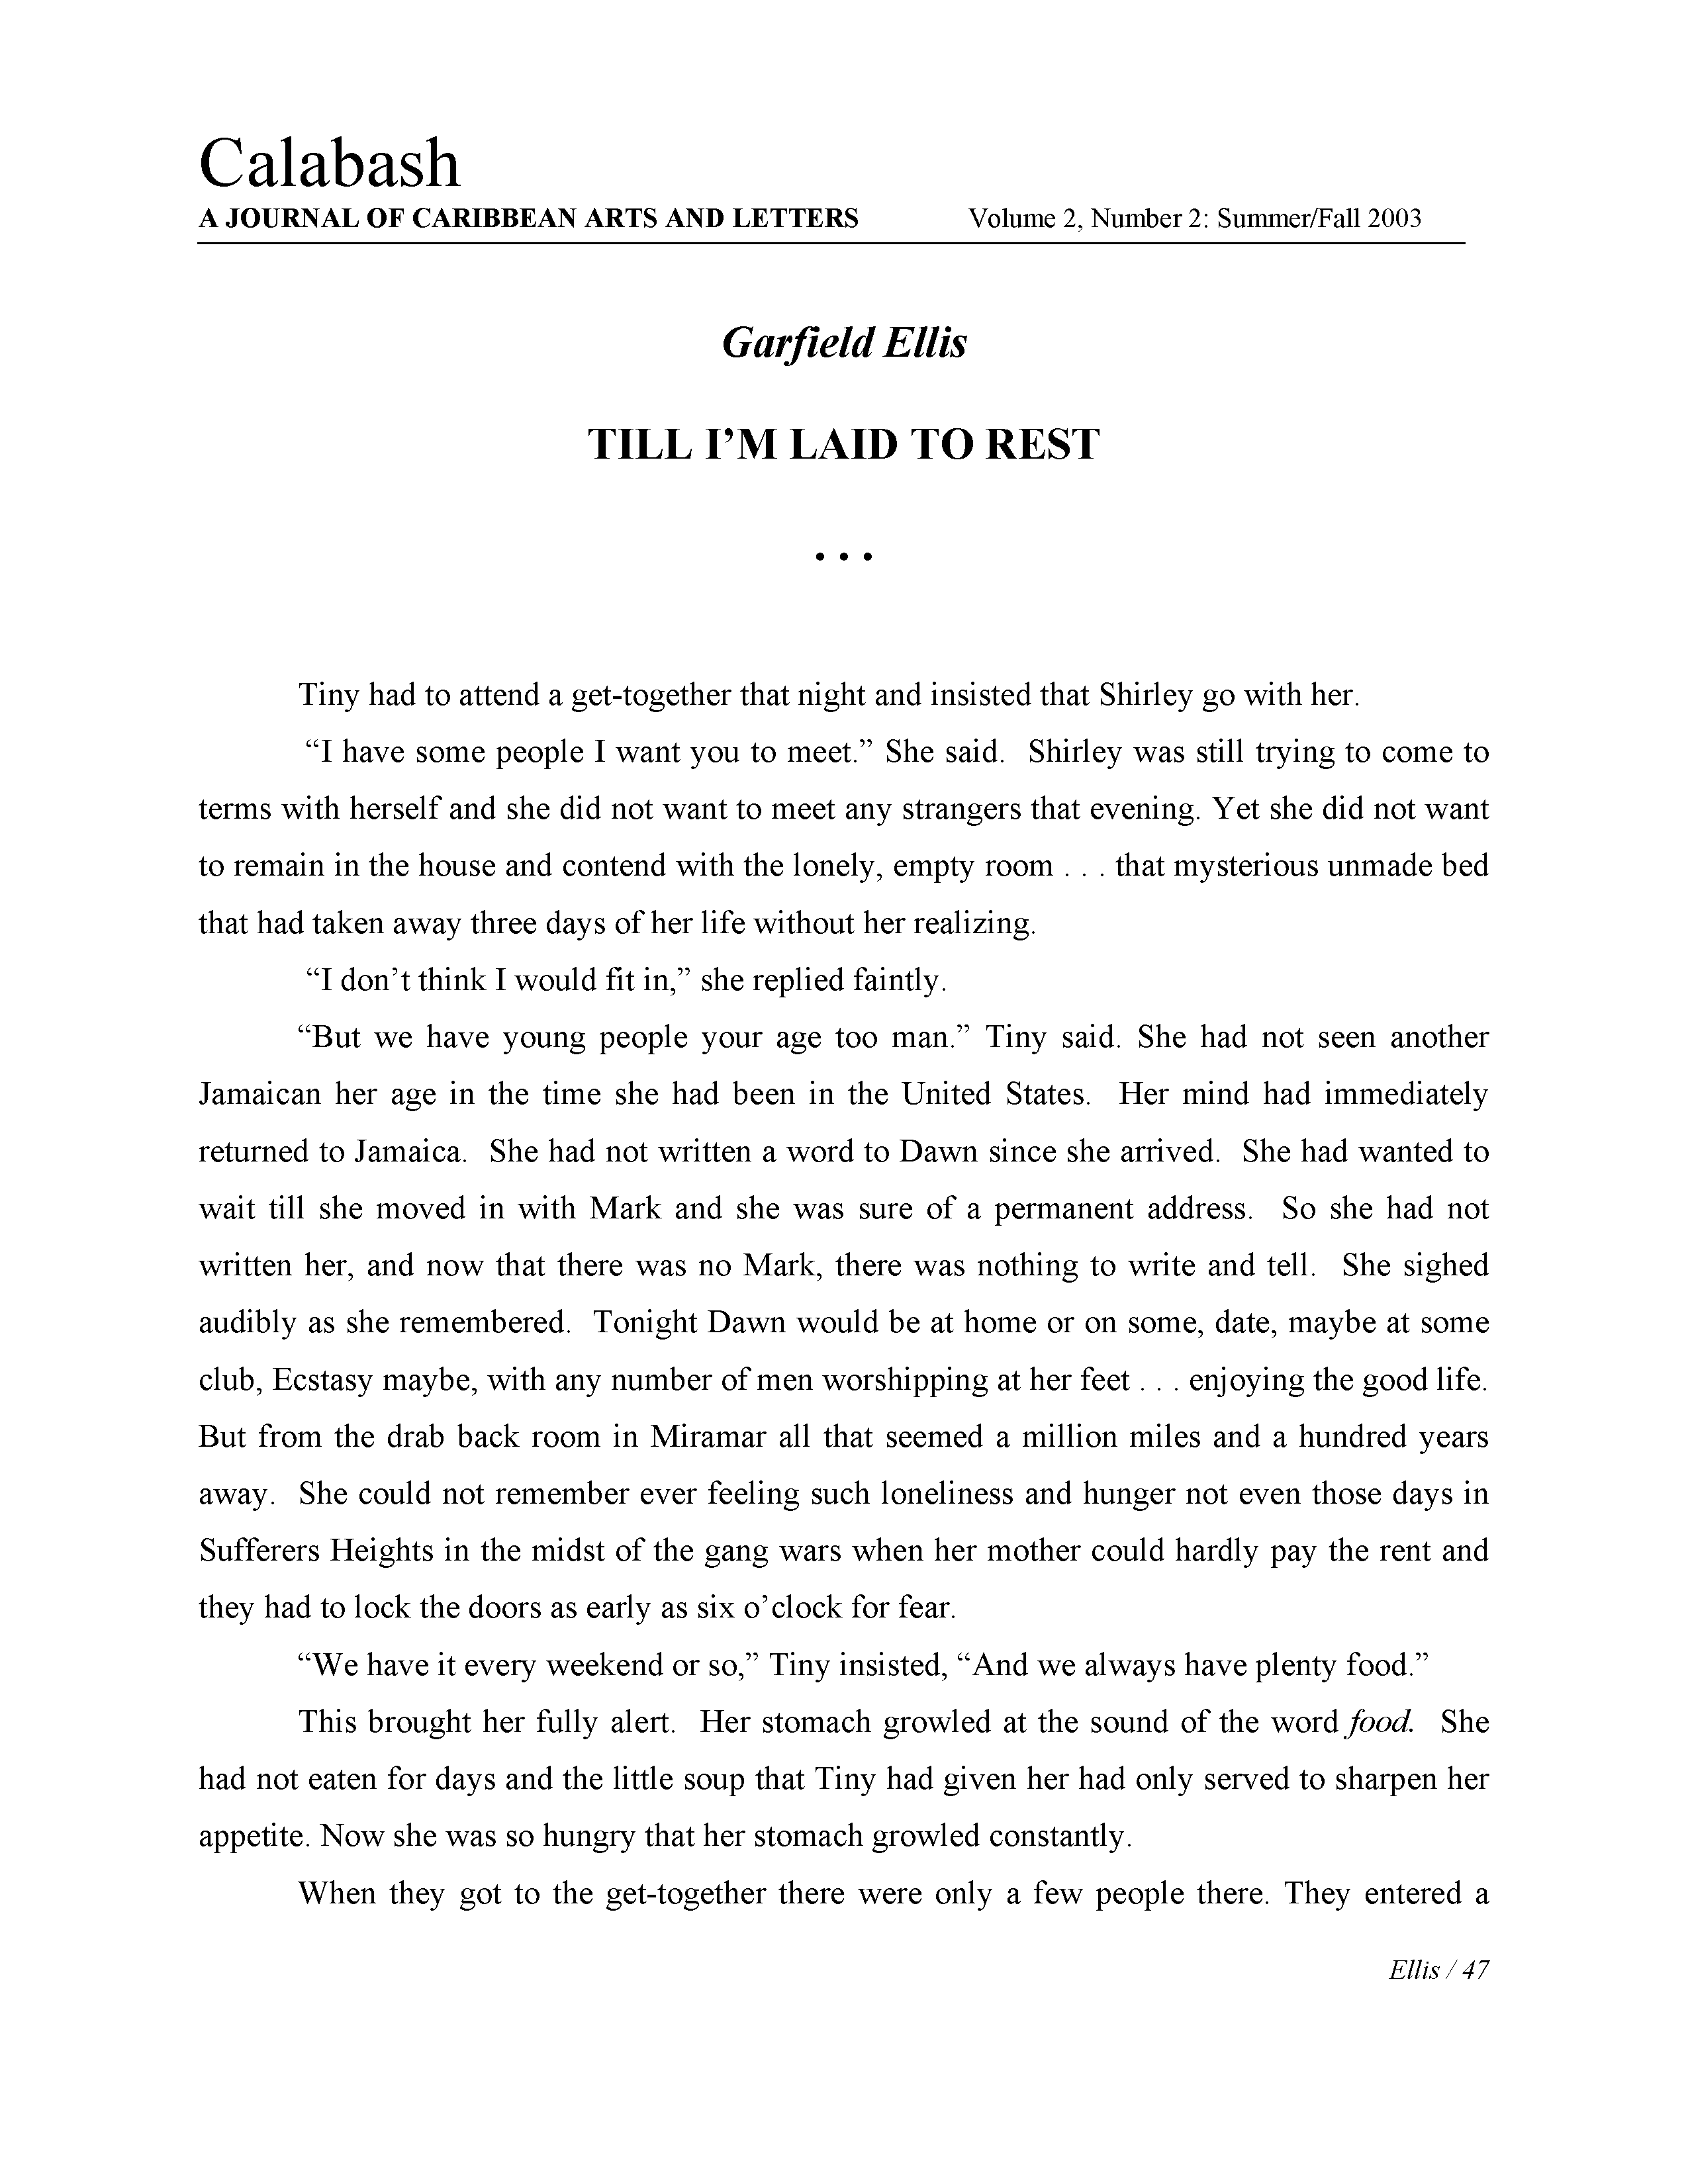 Calabash
A JOURNAL OF CARIBBEAN ARTS AND LETTERS Volume 2, Number 2: Summer/Fall 2003
Garfield Ellis
TILL I’M LAID TO REST
. . .
Tiny had to attend a get-together that night and insisted that Shirley go with her.
“I have some people I want you to meet.” She said. Shirley was still trying to come to
terms with herself and she did not want to meet any strangers that evening. Yet she did not want
to remain in the house and contend with the lonely, empty room . . . that mysterious unmade bed
that had taken away three days of her life without her realizing.
“I don’t think I would fit in,” she replied faintly.
“But we have young people your age too man.” Tiny said. She had not seen another
Jamaican her age in the time she had been in the United States. Her mind had immediately
returned to Jamaica. She had not written a word to Dawn since she arrived. She had wanted to
wait till she moved in with Mark and she was sure of a permanent address. So she had not
written her, and now that there was no Mark, there was nothing to write and tell. She sighed
audibly as she remembered. Tonight Dawn would be at home or on some, date, maybe at some
club, Ecstasy maybe, with any number of men worshipping at her feet . . . enjoying the good life.
But from the drab back room in Miramar all that seemed a million miles and a hundred years
away. She could not remember ever feeling such loneliness and hunger not even those days in
Sufferers Heights in the midst of the gang wars when her mother could hardly pay the rent and
they had to lock the doors as early as six o’clock for fear.
“We have it every weekend or so,” Tiny insisted, “And we always have plenty food.”
This brought her fully alert. Her stomach growled at the sound of the word food. She
had not eaten for days and the little soup that Tiny had given her had only served to sharpen her
appetite. Now she was so hungry that her stomach growled constantly.
When they got to the get-together there were only a few people there. They entered a
Ellis / 47